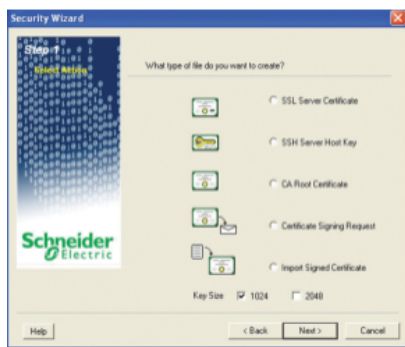 Security Wizard
Step 1
Select Action
What type of file do you want to create?
SSL Server Certificate
SSH Server Host Key
CA Root Certificate
Certificate Signing Request
Import Signed Certificate
Schneider
Electric
Key Size 1024 2048
Help < Back Next > Cancel